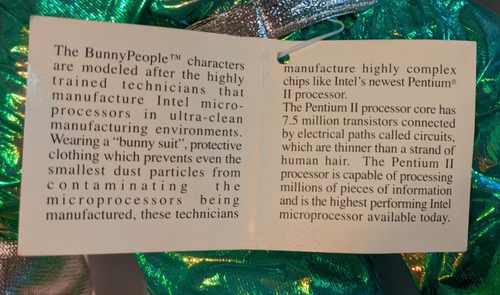 The BunnyPeople™ characters
are modeled after the highly
trained technicians that
manufacture Intel micro-
processors in ultra-clean
manufacturing environments.
Wearing a “bunny suit”, protective
clothing which prevents even the
smallest dust particles from
contaminating the
microprocessors being
manufactured, these technicians
manufacture highly complex
chips like Intel's newest Pentium®
II processor.
The Pentium II processor core has
7.5 million transistors connected
by electrical paths called circuits,
which are thinner than a strand of
human hair. The Pentium II
processor is capable of processing
millions of pieces of information
and is the highest performing Intel
microprocessor available today.